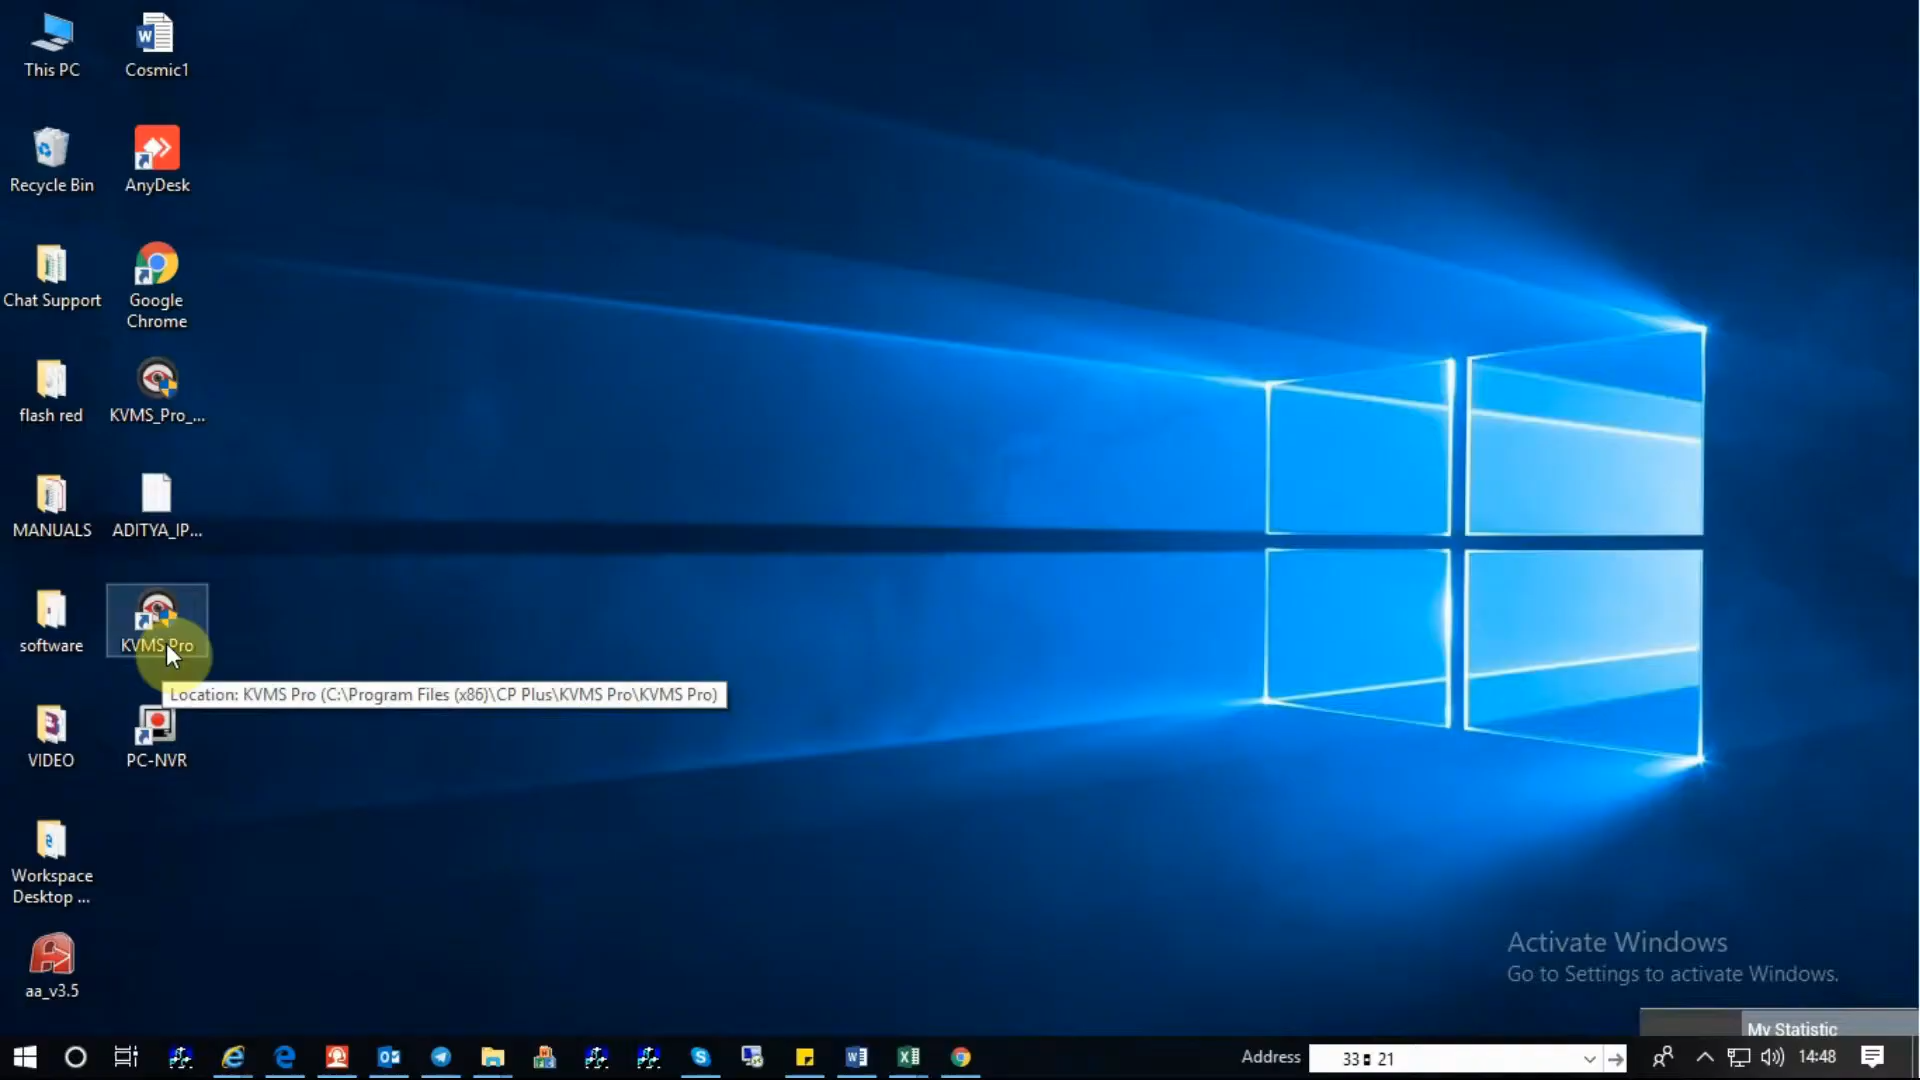 This PC
Cosmic1
Recycle Bin
AnyDesk
Chat Support
Google
Chrome
flash red
KVMS_Pro_...
MANUALS
ADITYA_IP...
software
KVMS Pro
Location: KVMS Pro (C:\Program Files (x86)\CP Plus\KVMS Pro\KVMS Pro)
VIDEO
PC-NVR
Workspace
Desktop ...
aa_v3.5
Activate Windows
Go to Settings to activate Windows.
My Statistic
Address
33 21
14:48